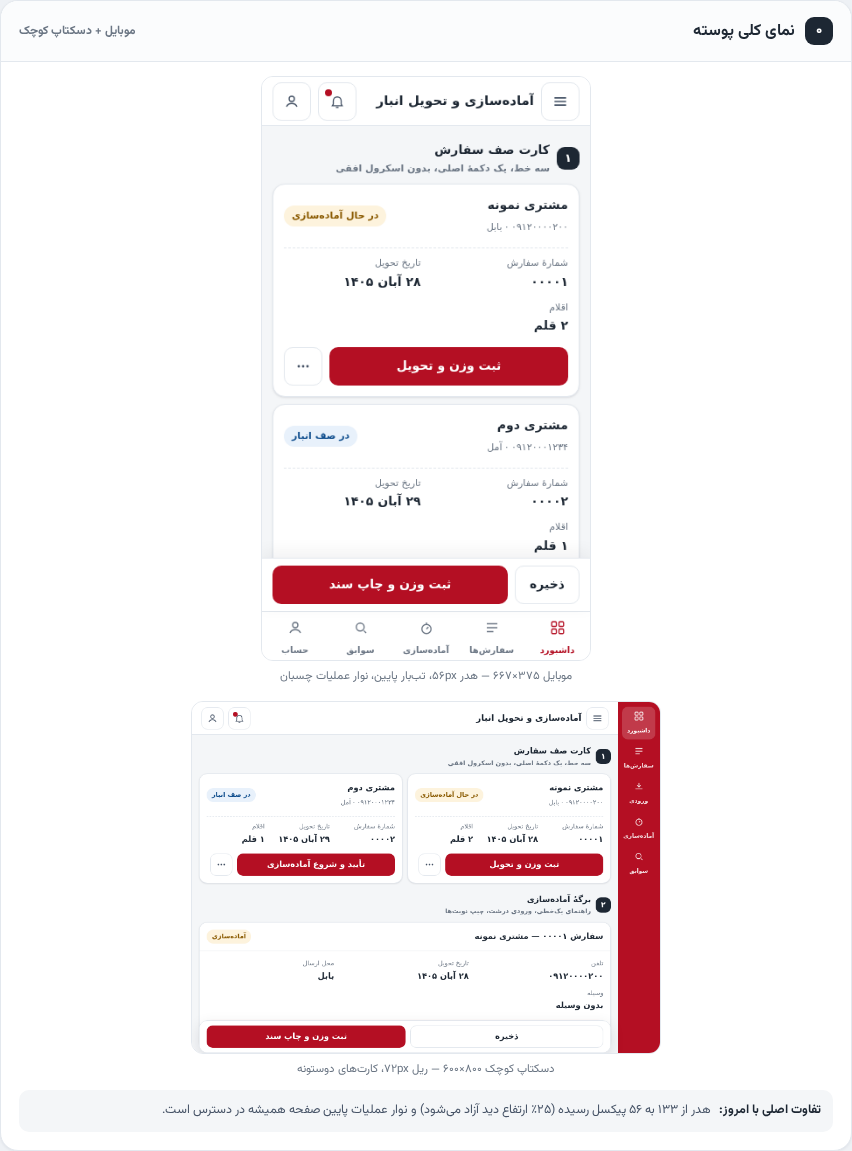 ۰
نمای کلی پوسته
موبایل + دسکتاپ کوچک
آماده‌سازی و تحویل انبار
۱
کارت صف سفارش
سه خط، یک دکمهٔ اصلی، بدون اسکرول افقی
مشتری نمونه
در حال آماده‌سازی
۰۹۱۲۰۰۰۰۲۰۰ · بابل
شمارهٔ سفارش
تاریخ تحویل
۰۰۰۰۱
۲۸ آبان ۱۴۰۵
اقلام
۲ قلم
ثبت وزن و تحویل
مشتری دوم
در صف انبار
۰۹۱۲۰۰۰۱۲۳۴ · آمل
شمارهٔ سفارش
تاریخ تحویل
۰۰۰۰۲
۲۹ آبان ۱۴۰۵
اقلام
۱ قلم
ذخیره
ثبت وزن و چاپ سند
داشبورد
سفارش‌ها
آماده‌سازی
سوابق
حساب
موبایل ۳۷۵×۶۶۷ — هدر ۵۶px، تب‌بار پایین، نوار عملیات چسبان
داشبورد
سفارش‌ها
ورودی
آماده‌سازی
سوابق
آماده‌سازی و تحویل انبار
۱
کارت صف سفارش
سه خط، یک دکمهٔ اصلی، بدون اسکرول افقی
مشتری نمونه
در حال آماده‌سازی
۰۹۱۲۰۰۰۰۲۰۰ · بابل
شمارهٔ سفارش
تاریخ تحویل
اقلام
۰۰۰۰۱
۲۸ آبان ۱۴۰۵
۲ قلم
ثبت وزن و تحویل
مشتری دوم
در صف انبار
۰۹۱۲۰۰۰۱۲۳۴ · آمل
شمارهٔ سفارش
تاریخ تحویل
اقلام
۰۰۰۰۲
۲۹ آبان ۱۴۰۵
۱ قلم
تأیید و شروع آماده‌سازی
۲
برگهٔ آماده‌سازی
راهنمای یک‌خطی، ورودی درشت، چیپ نوبت‌ها
سفارش ۰۰۰۰۱ — مشتری نمونه
آماده‌سازی
تلفن
تاریخ تحویل
محل ارسال
۰۹۱۲۰۰۰۰۲۰۰
۲۸ آبان ۱۴۰۵
بابل
وسیله
بدون وسیله
ذخیره
ثبت وزن و چاپ سند
دسکتاپ کوچک ۸۰۰×۶۰۰ — ریل ۷۲px، کارت‌های دوستونه
تفاوت اصلی با امروز: هدر از ۱۳۳ به ۵۶ پیکسل رسیده (۲۵٪ ارتفاع دید آزاد می‌شود) و نوار عملیات پایین صفحه همیشه در دسترس است.